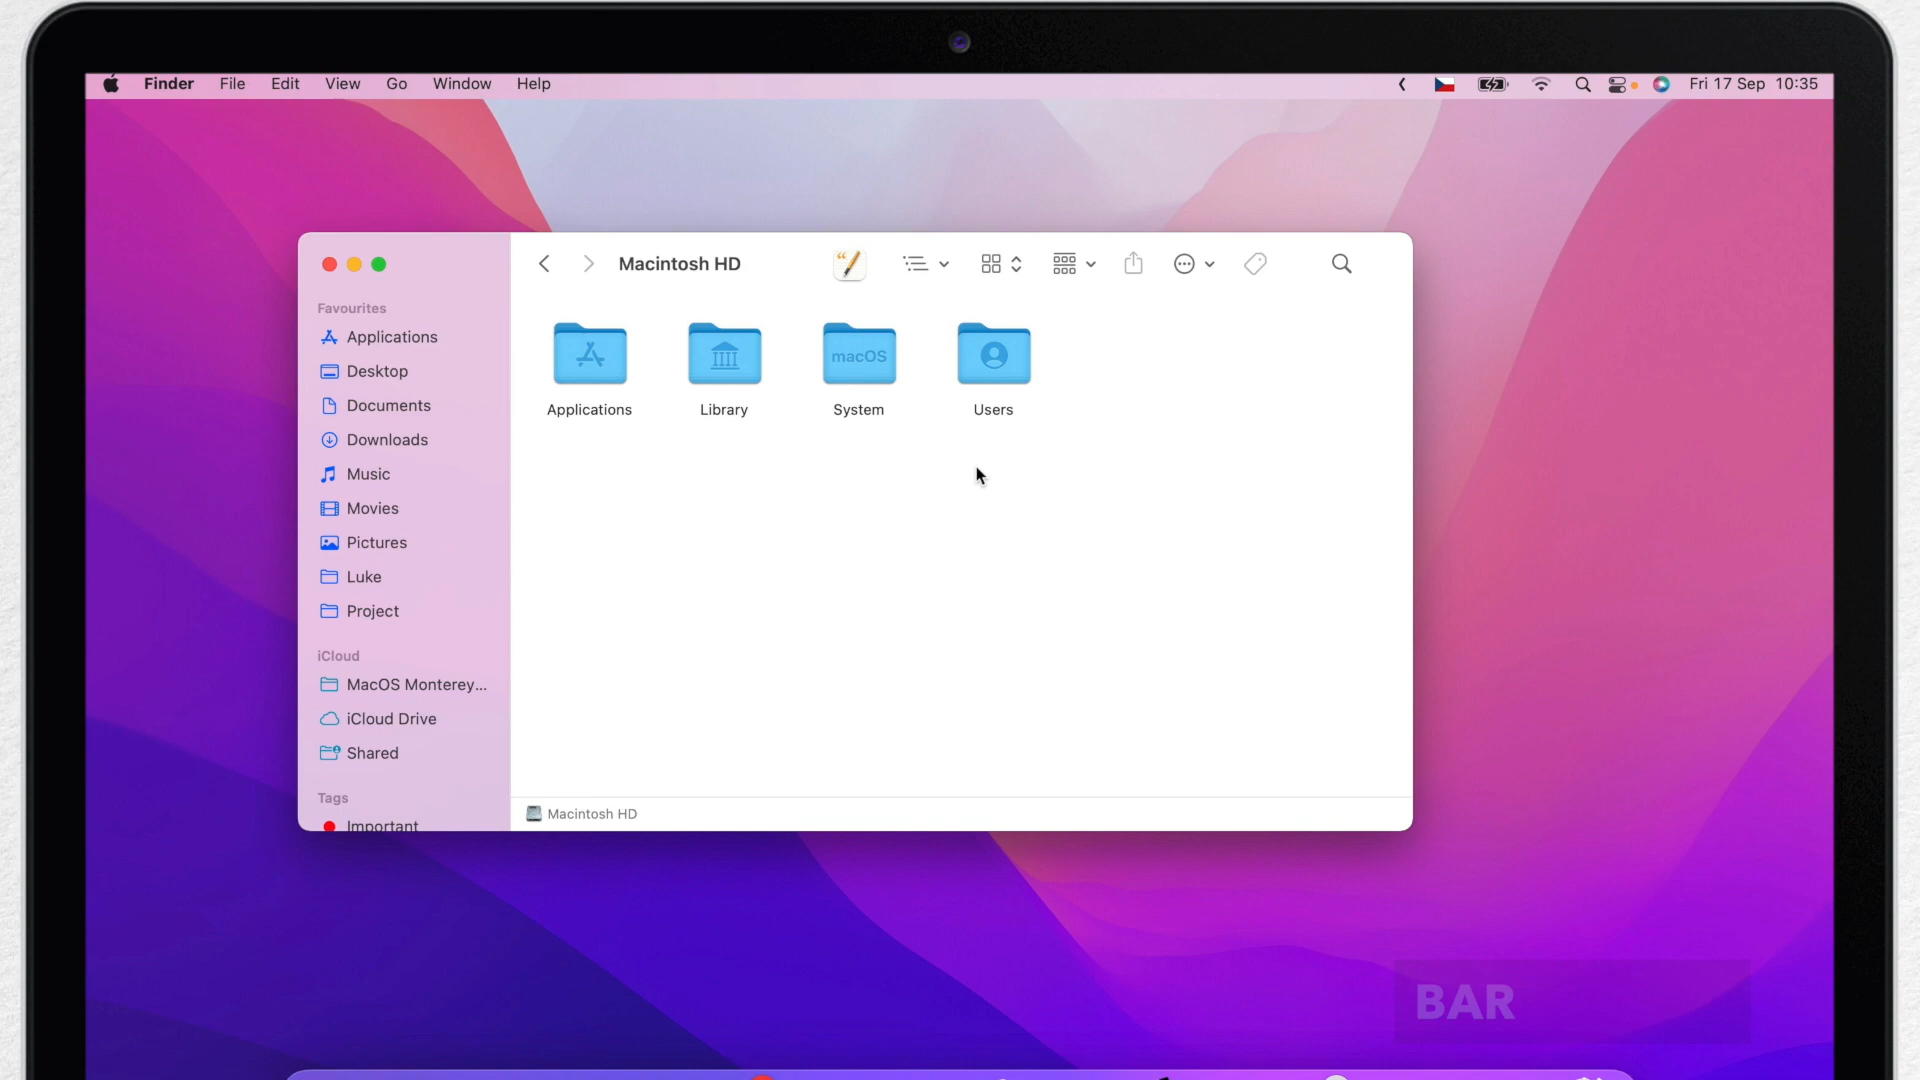 Finder File Edit View Go Window Help Fri 17 Sep 10:35
Macintosh HD
Favourites
Applications
Desktop
Documents
Downloads
Music
Movies
Pictures
Luke
Project
iCloud
MacOS Monterey...
iCloud Drive
Shared
Tags
Important
Applications Library System Users
macOS
Macintosh HD
BAR